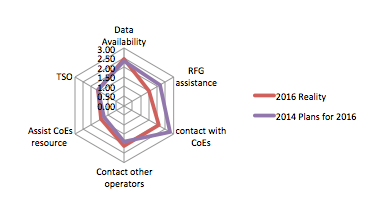 Data
Availability
3.00
2.50
2.00
1.50
1.00
0.50
0.00
RFG
assistance
contact with
CoEs
Contact other
operators
Assist CoEs
resource
TSO
2016 Reality
2014 Plans for 2016